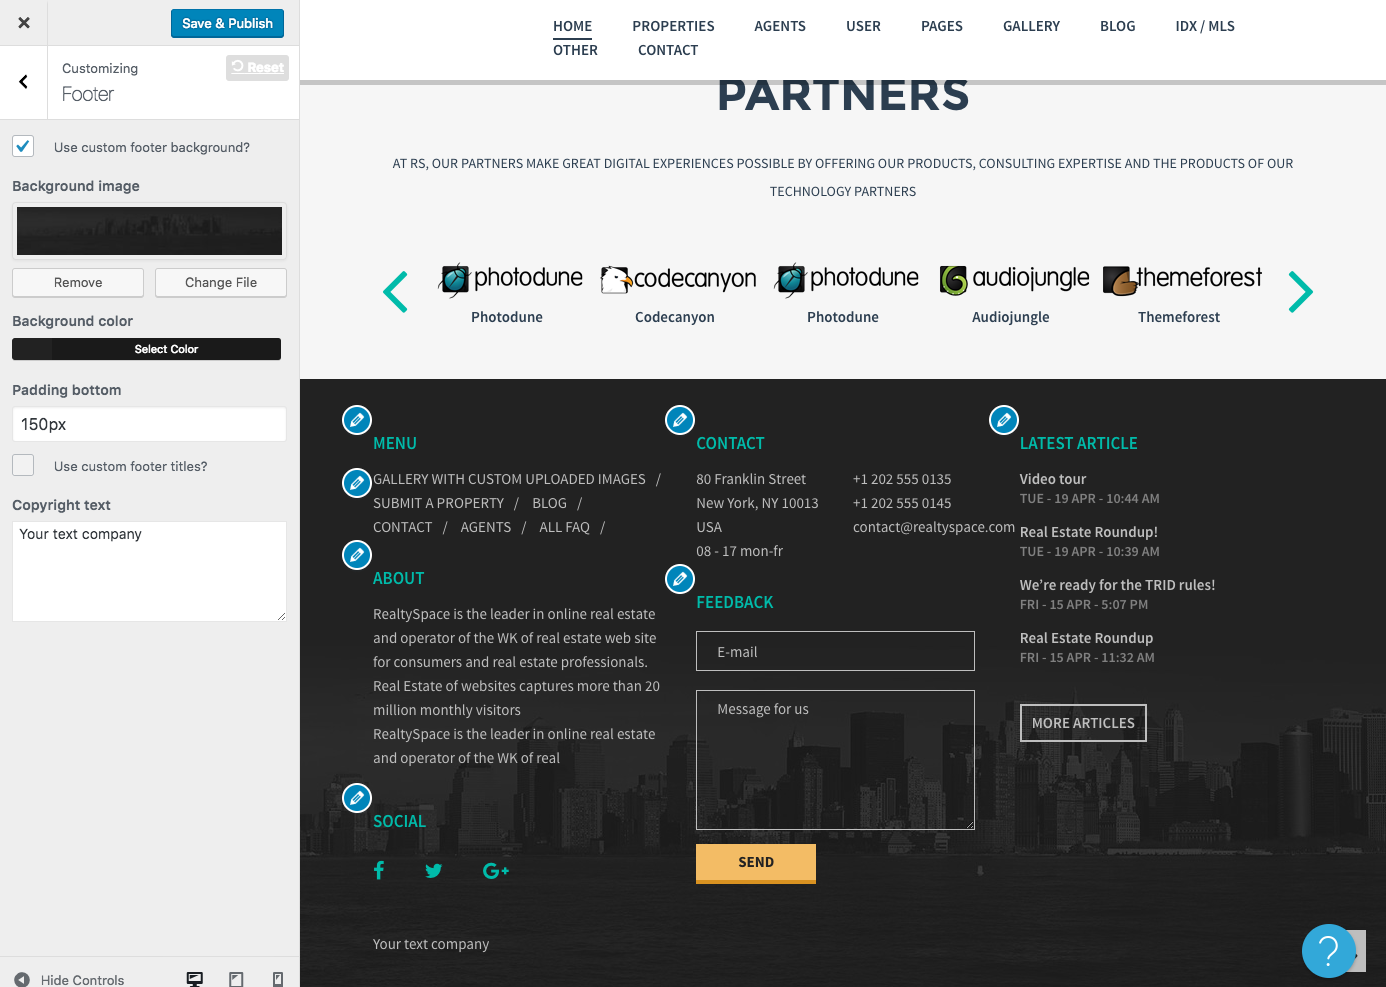 Save & Publish
Customizing
Reset
Footer
Use custom footer background?
Background image
Remove
Change File
Background color
Select Color
Padding bottom
150px
Use custom footer titles?
Copyright text
Your text company
Hide Controls
HOME PROPERTIES AGENTS USER PAGES GALLERY BLOG IDX / MLS
OTHER CONTACT
PARTNERS
AT RS, OUR PARTNERS MAKE GREAT DIGITAL EXPERIENCES POSSIBLE BY OFFERING OUR PRODUCTS, CONSULTING EXPERTISE AND THE PRODUCTS OF OUR
TECHNOLOGY PARTNERS
photodune codecanyon photodune audiojungle themeforest
Photodune Codecanyon Photodune Audiojungle Themeforest
MENU
GALLERY WITH CUSTOM UPLOADED IMAGES /
SUBMIT A PROPERTY / BLOG /
CONTACT / AGENTS / ALL FAQ /
ABOUT
RealtySpace is the leader in online real estate
and operator of the WK of real estate web site
for consumers and real estate professionals.
Real Estate of websites captures more than 20
million monthly visitors
RealtySpace is the leader in online real estate
and operator of the WK of real
SOCIAL
f G+
Your text company
CONTACT
80 Franklin Street +1 202 555 0135
New York, NY 10013 +1 202 555 0145
USA contact@realtyspace.com
08 - 17 mon-fr
FEEDBACK
E-mail
Message for us
SEND
LATEST ARTICLE
Video tour
TUE - 19 APR - 10:44 AM
Real Estate Roundup!
TUE - 19 APR - 10:39 AM
We're ready for the TRID rules!
FRI - 15 APR - 5:07 PM
Real Estate Roundup
FRI - 15 APR - 11:32 AM
MORE ARTICLES
?